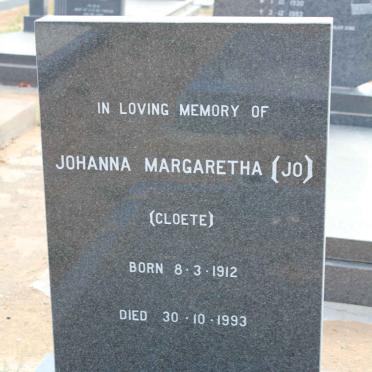 IN LOVING MEMORY OF
JOHANNA MARGARETHA (JO)
(CLOETE)
BORN 8·3·1912
DIED 30·10·1993